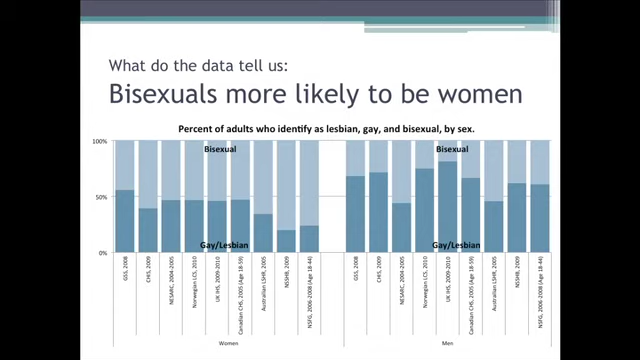 What do the data tell us:
Bisexuals more likely to be women
Percent of adults who identify as lesbian, gay, and bisexual, by sex.
100%
50%
0%
Bisexual
Gay/Lesbian
Bisexual
Gay/Lesbian
GSS, 2008
CHIS, 2009
NESARC, 2004-2005
Norwegian LCS, 2010
UK IHS, 2009-2010
Canadian CHS, 2005 (Age 18-59)
Australian LSHR, 2005
NSSHB, 2009
NSFG, 2006-2008 (Age 18-44)
GSS, 2008
CHIS, 2009
NESARC, 2004-2005
Norwegian LCS, 2010
UK IHS, 2009-2010
Canadian CHS, 2005 (Age 18-59)
Australian LSHR, 2005
NSSHB, 2009
NSFG, 2006-2008 (Age 18-44)
Women
Men